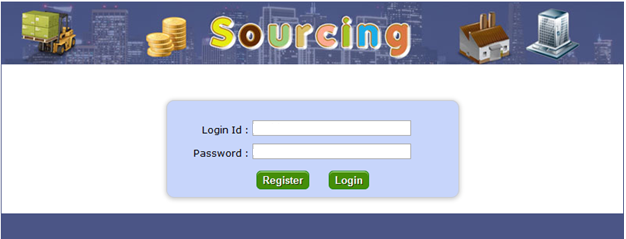 Sourcing
Login Id :
Password :
Register Login